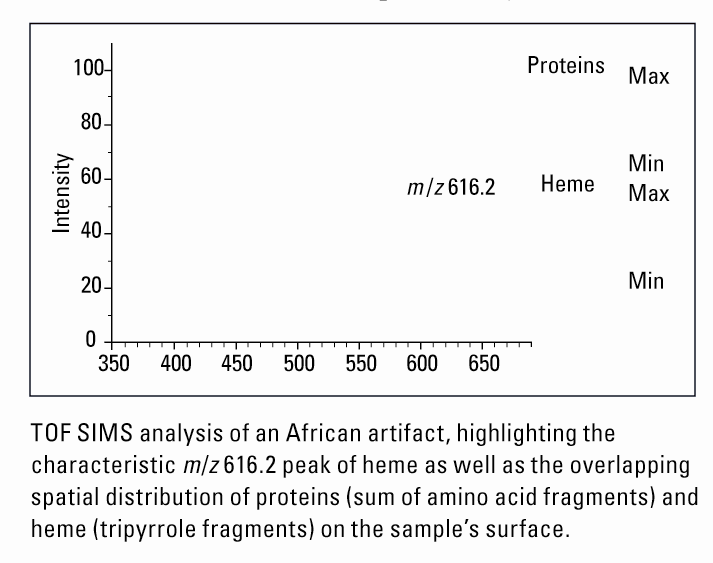 Proteins Max
100
80
Intensity
60
Min
m/z 616.2 Heme Max
40
20
Min
0
350 400 450 500 550 600 650
TOF SIMS analysis of an African artifact, highlighting the
characteristic m/z 616.2 peak of heme as well as the overlapping
spatial distribution of proteins (sum of amino acid fragments) and
heme (tripyrrole fragments) on the sample's surface.